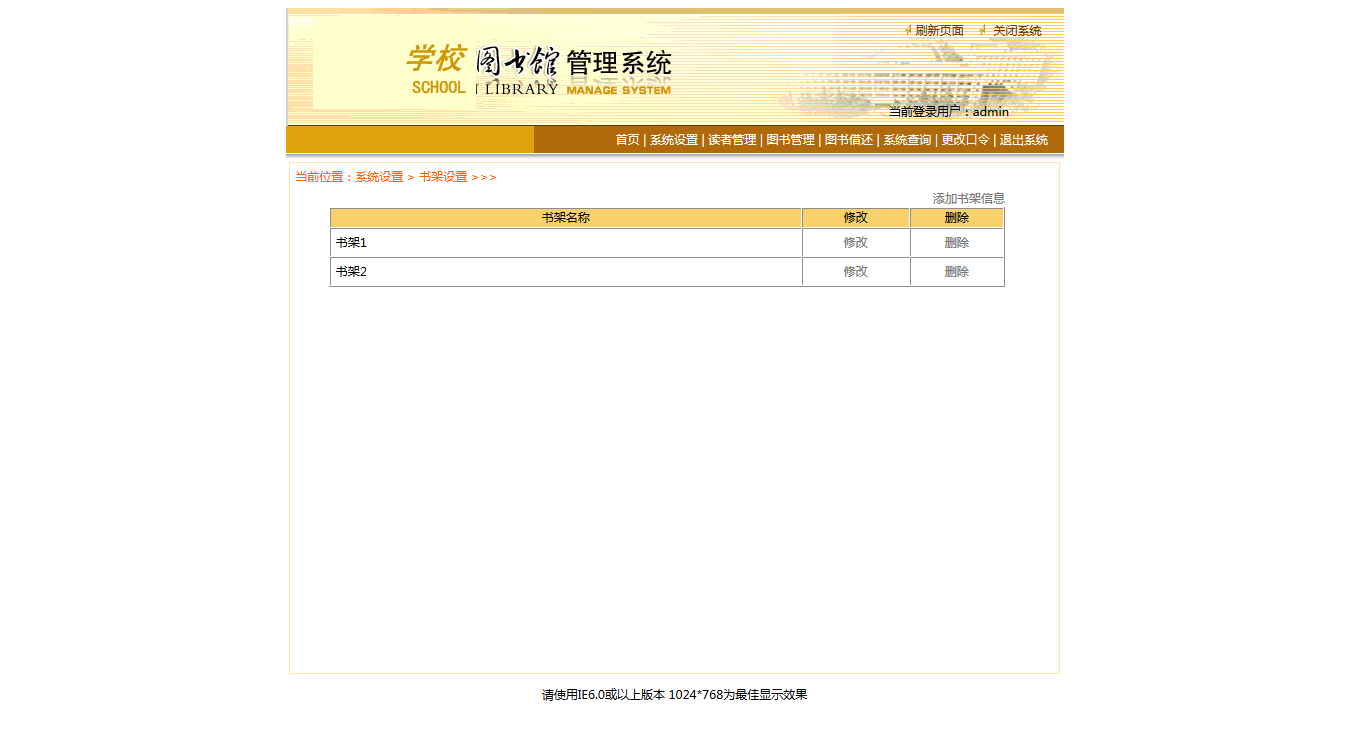 刷新页面 关闭系统
学校 图书馆 管理系统
SCHOOL LIBRARY MANAGE SYSTEM
当前登录用户：admin
首页 | 系统设置 | 读者管理 | 图书管理 | 图书借还 | 系统查询 | 更改口令 | 退出系统
当前位置：系统设置 > 书架设置 >>>
添加书架信息
书架名称 修改 删除
书架1 修改 删除
书架2 修改 删除
请使用IE6.0或以上版本 1024*768为最佳显示效果